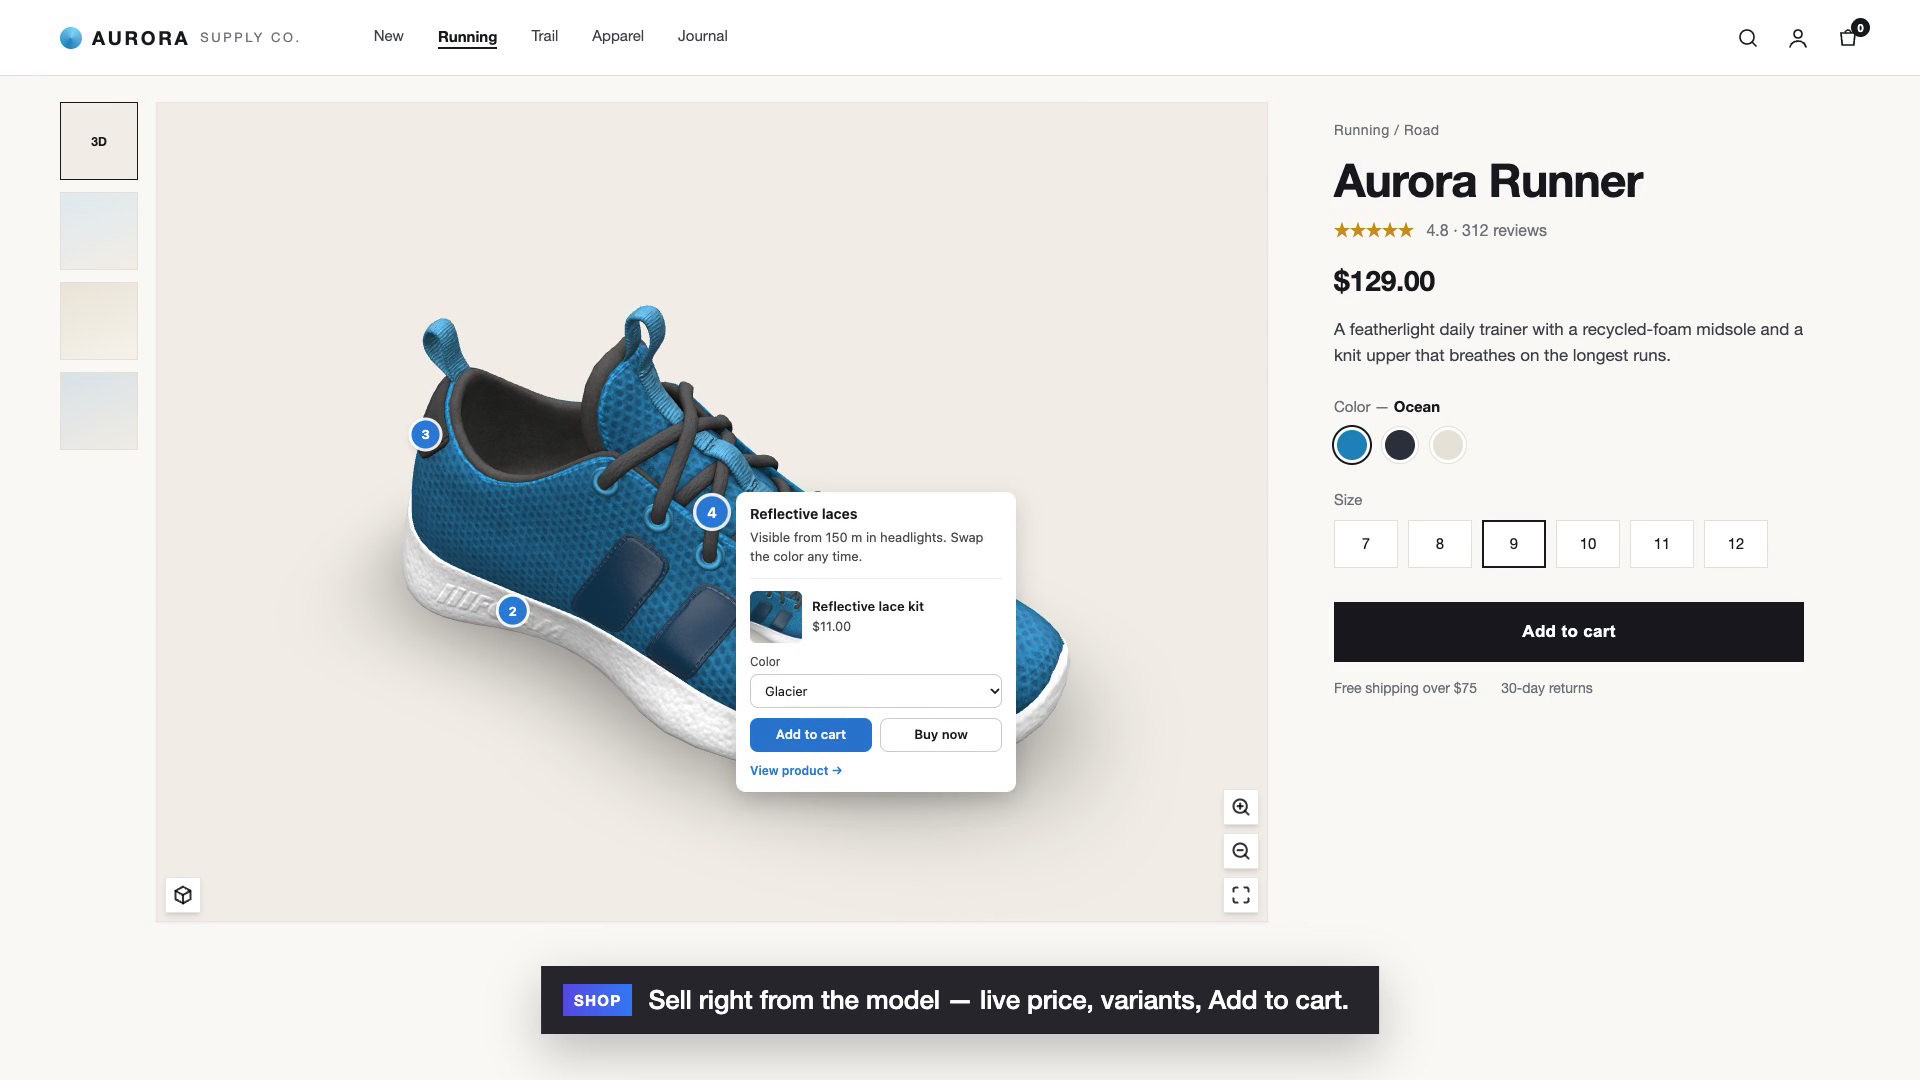 AURORA SUPPLY CO.
New
Running
Trail
Apparel
Journal
0
3D
3
4
2
Reflective laces
Visible from 150 m in headlights. Swap
the color any time.
Reflective lace kit
$11.00
Color
Glacier
Add to cart
Buy now
View product →
Running / Road
Aurora Runner
★★★★★ 4.8 · 312 reviews
$129.00
A featherlight daily trainer with a recycled-foam midsole and a
knit upper that breathes on the longest runs.
Color — Ocean
Size
7
8
9
10
11
12
Add to cart
Free shipping over $75
30-day returns
SHOP Sell right from the model — live price, variants, Add to cart.